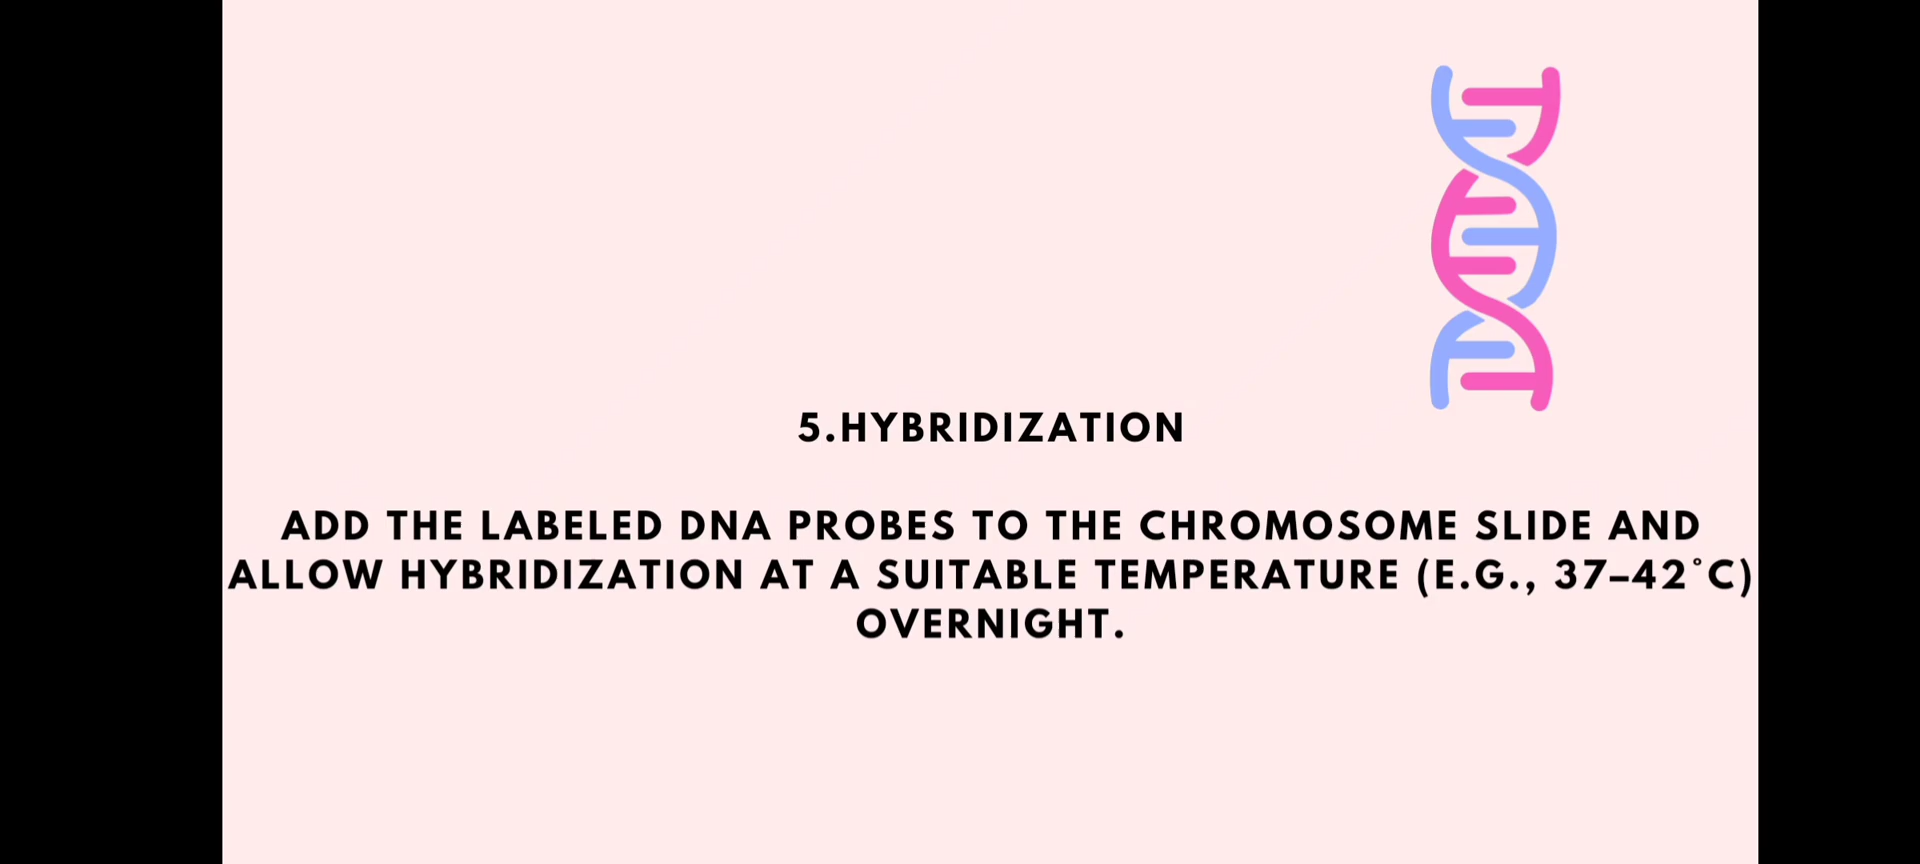 5.HYBRIDIZATION
ADD THE LABELED DNA PROBES TO THE CHROMOSOME SLIDE AND
ALLOW HYBRIDIZATION AT A SUITABLE TEMPERATURE (E.G., 37–42°C)
OVERNIGHT.